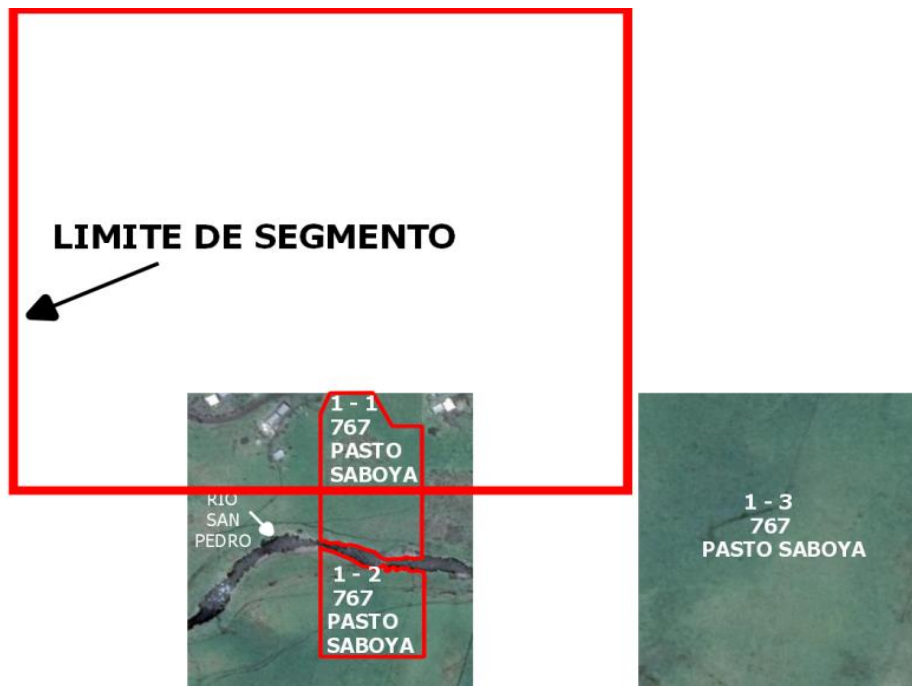 LIMITE DE SEGMENTO
1 - 1
767
PASTO
SABOYA
RIO
SAN
PEDRO
1 - 2
767
PASTO
SABOYA
1 - 3
767
PASTO SABOYA